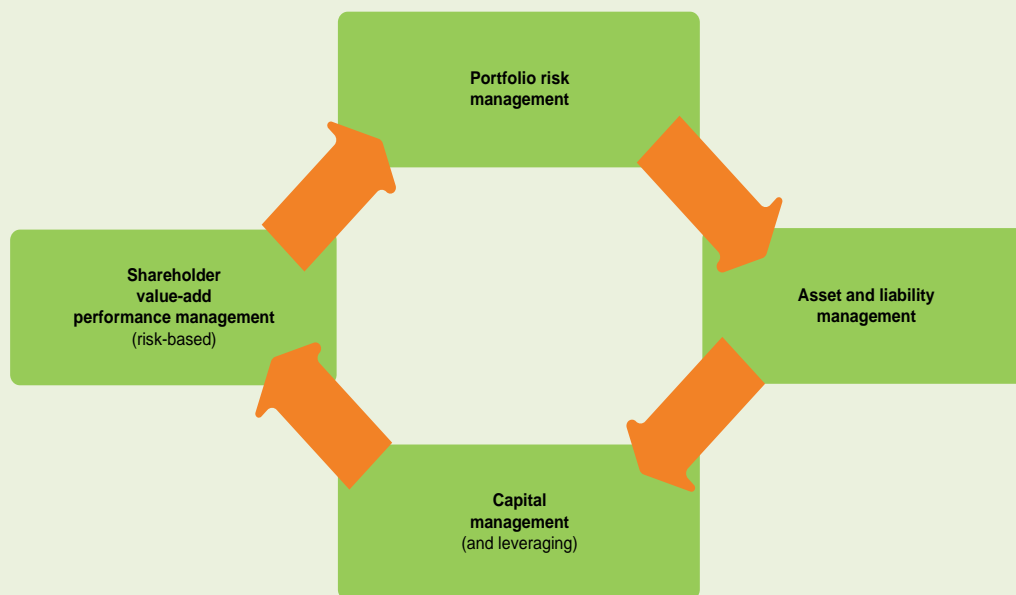 Portfolio risk
management
Shareholder
value-add
performance management
(risk-based)
Asset and liability
management
Capital
management
(and leveraging)